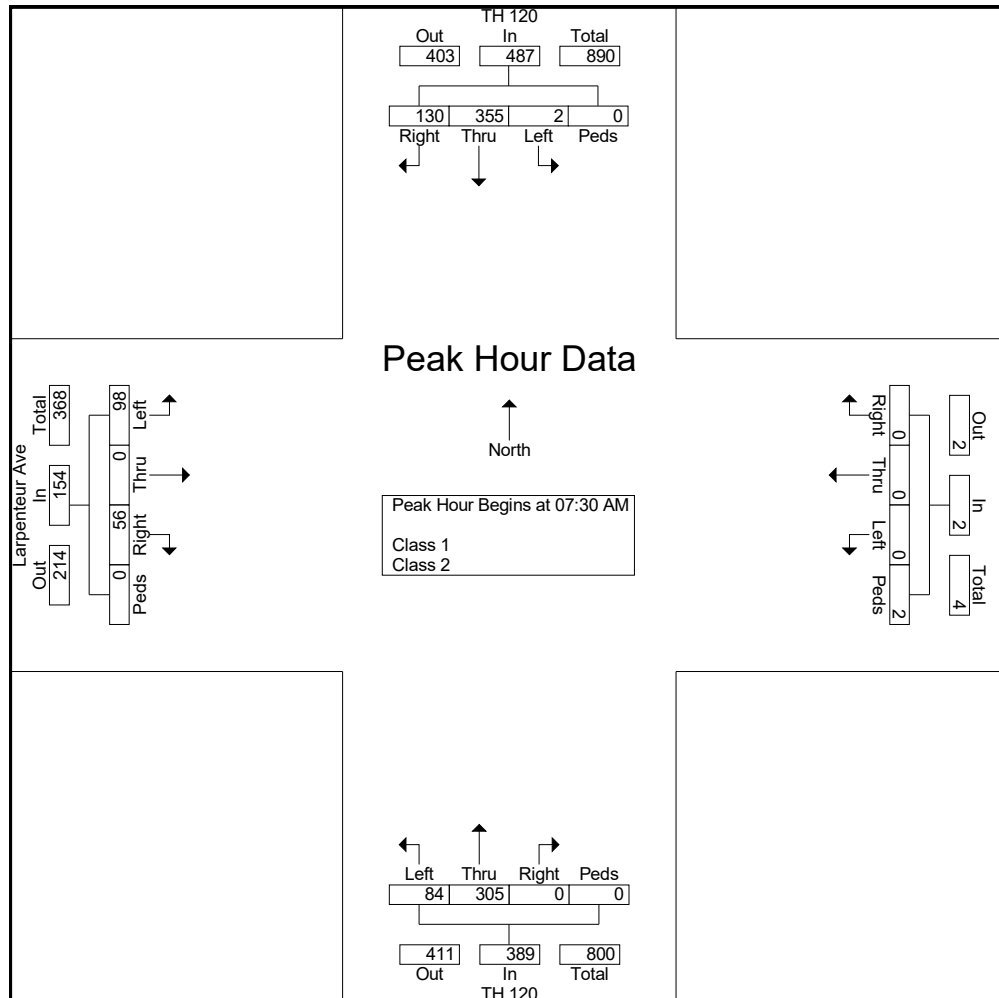 TH 120
Out In Total
403 487 890
130 355 2 0
Right Thru Left Peds
Peak Hour Data
North
Peak Hour Begins at 07:30 AM
Class 1
Class 2
Larpenteur Ave
Out In Total
214 154 368
98 0 56 0
Left Thru Right Peds
Right Thru Left Peds
0 0 0 2
Out In Total
2 2 4
Left Thru Right Peds
84 305 0 0
411 389 800
Out In Total
TH 120